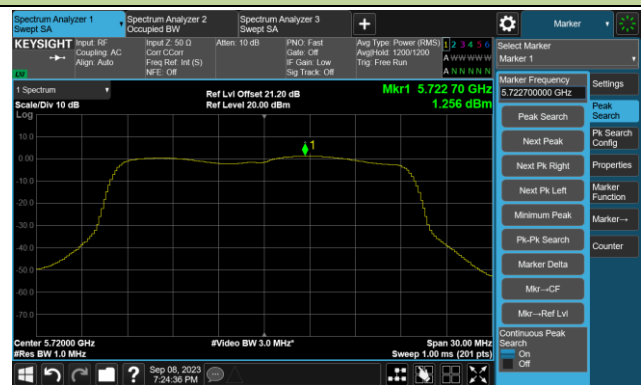 Spectrum Analyzer 1
Swept SA
Spectrum Analyzer 2
Occupied BW
Spectrum Analyzer 3
Swept SA
+
Marker
KEYSIGHT
Input: RF
Coupling: AC
Align: Auto
Input Z: 50 Ω
Corr CCorr
Freq Ref: Int (S)
NFE: Off
Atten: 10 dB
PNO: Fast
Gate: Off
IF Gain: Low
Sig Track: Off
Avg Type: Power (RMS)
Avg|Hold: 1200/1200
Trig: Free Run
1 2 3 4 5 6
A W W W W W
A N N N N N
Select Marker
Marker 1
1 Spectrum
Scale/Div 10 dB
Log
Ref Lvl Offset 21.20 dB
Ref Level 20.00 dBm
Mkr1 5.722 70 GHz
1.256 dBm
10.0
0.00
-10.0
-20.0
-30.0
-40.0
-50.0
-60.0
-70.0
1
Center 5.72000 GHz
#Res BW 1.0 MHz
#Video BW 3.0 MHz*
Span 30.00 MHz
Sweep 1.00 ms (201 pts)
Marker Frequency
5.722700000 GHz
Peak Search
Next Peak
Next Pk Right
Next Pk Left
Minimum Peak
Pk-Pk Search
Marker Delta
Mkr→CF
Mkr→Ref Lvl
Continuous Peak
Search
On
Off
Settings
Peak
Search
Pk Search
Config
Properties
Marker
Function
Marker→
Counter
?
Sep 08, 2023
7:24:36 PM